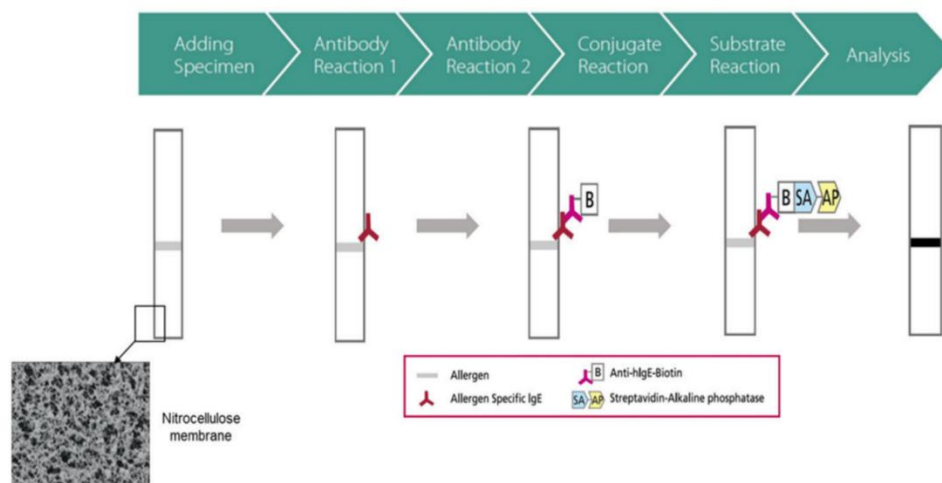 Adding
Specimen
Antibody
Reaction 1
Antibody
Reaction 2
Conjugate
Reaction
Substrate
Reaction
Analysis
B
B SA AP
Allergen
B Anti-hIgE-Biotin
Allergen Specific IgE
SA AP Streptavidin-Alkaline phosphatase
Nitrocellulose
membrane